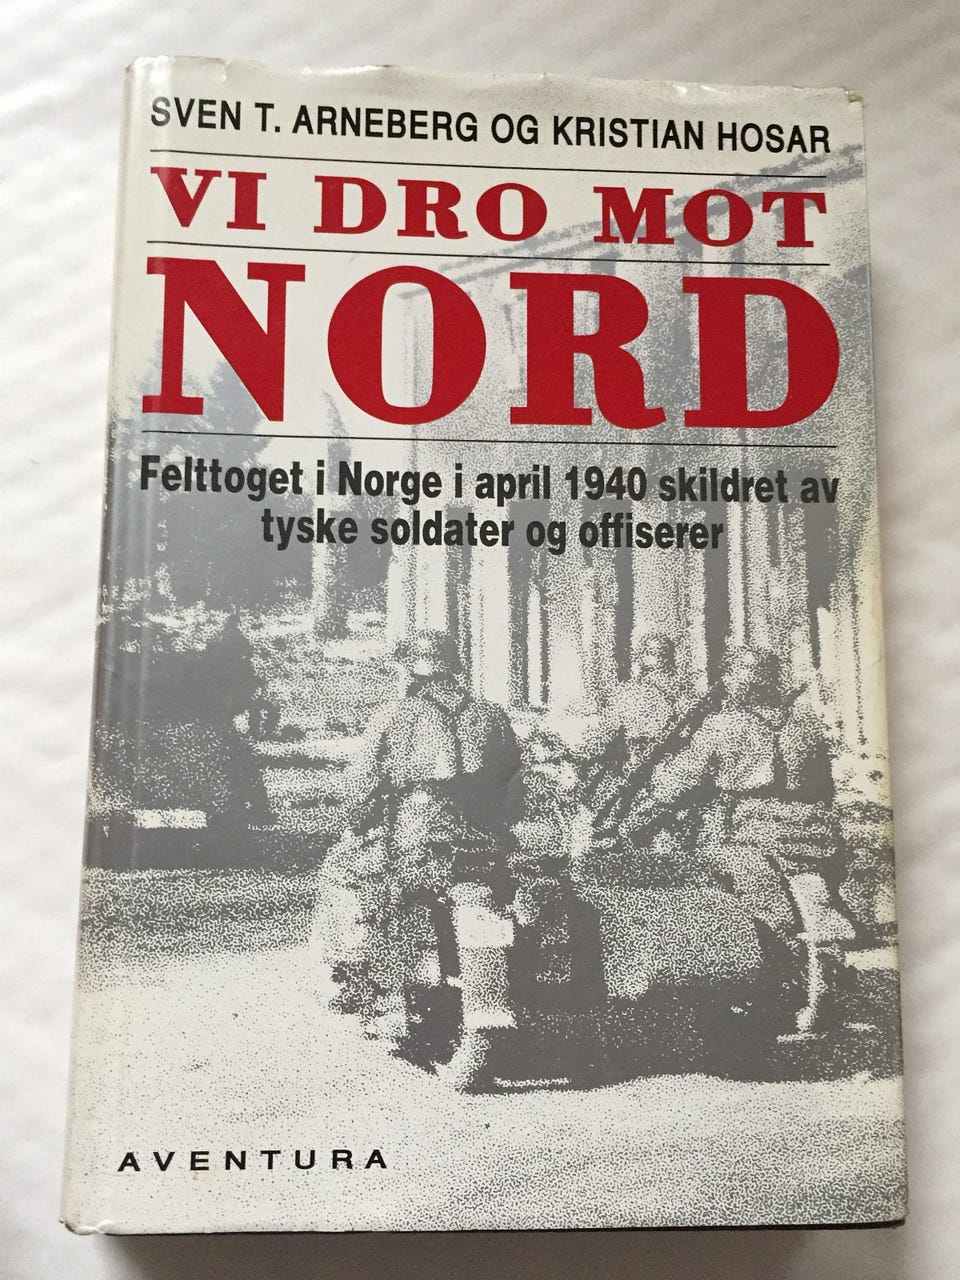 SVEN T. ARNEBERG OG KRISTIAN HOSAR
VI DRO MOT
NORD
Felttoget i Norge i april 1940 skildret av
tyske soldater og offiserer
AVENTURA